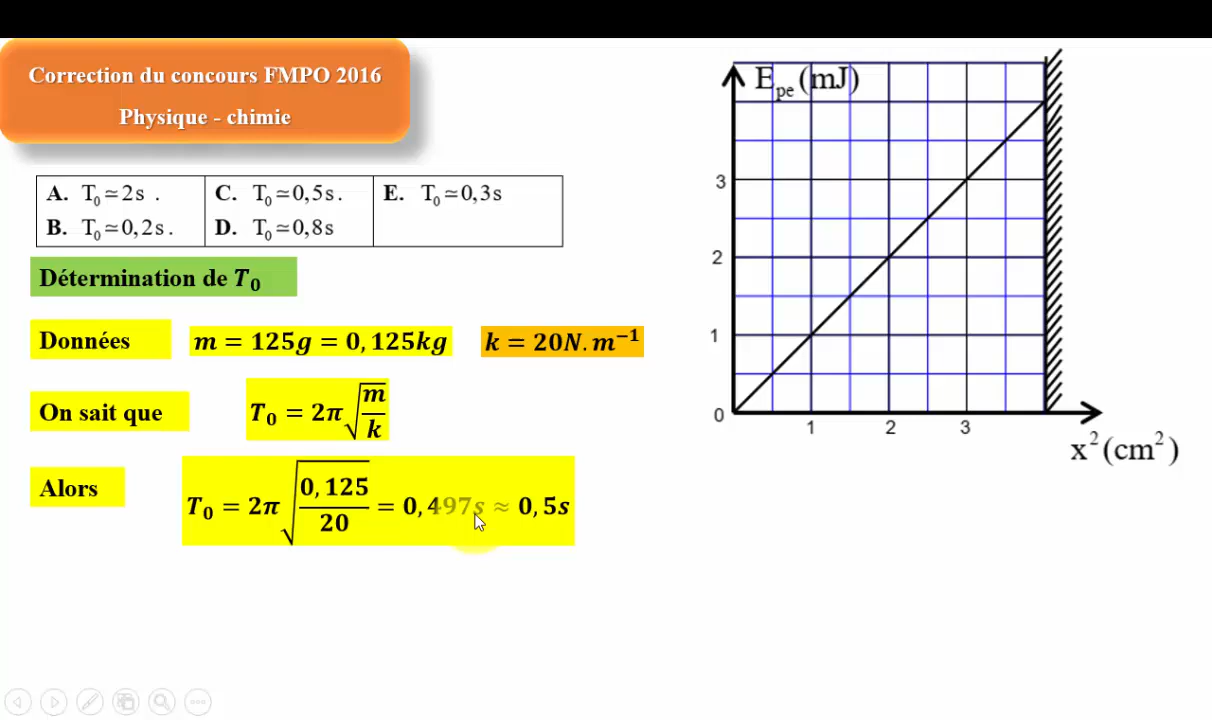 Correction du concours FMPO 2016
Physique - chimie
A. T₀ ≃ 2s .
B. T₀ ≃ 0,2s .
C. T₀ ≃ 0,5s .
D. T₀ ≃ 0,8s
E. T₀ ≃ 0,3s
Détermination de T₀
Données m = 125g = 0,125kg k = 20N.m⁻¹
On sait que T₀ = 2π√(m/k)
Alors T₀ = 2π√(0,125/20) = 0,497s ≈ 0,5s
Epe (mJ)
3
2
1
0
1 2 3
x² (cm²)